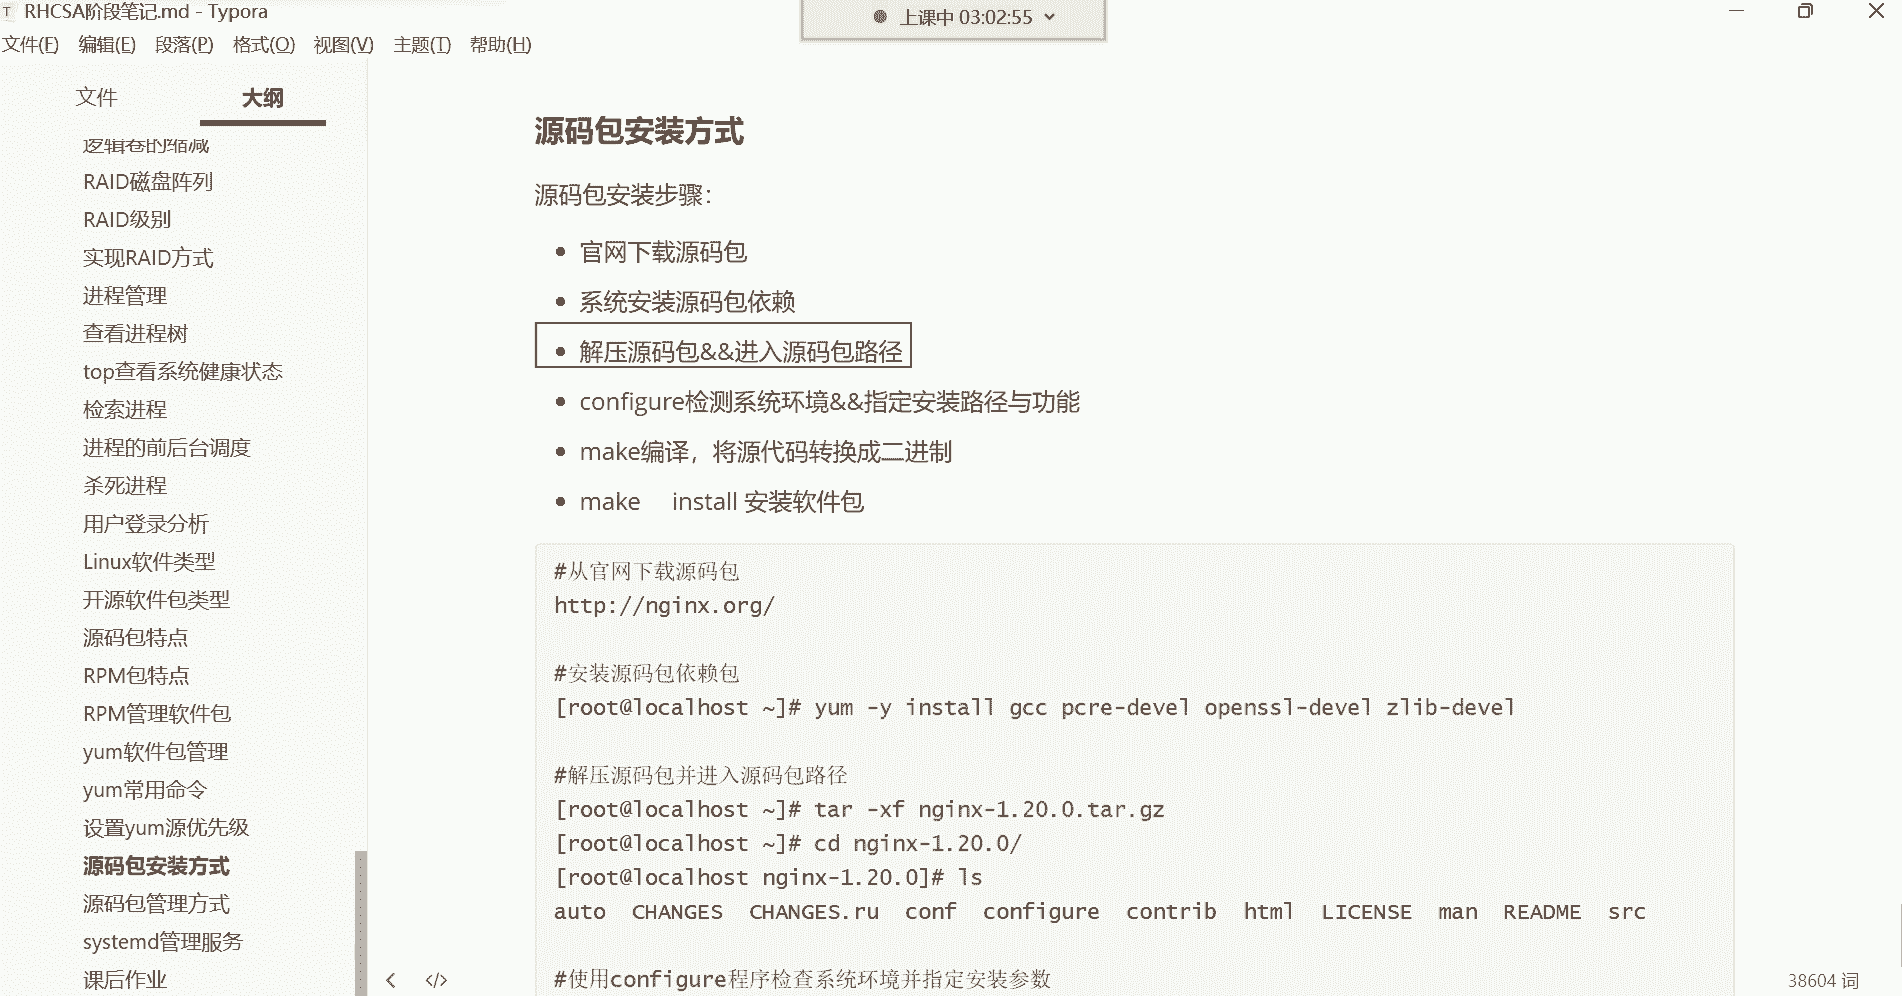 RHCSA阶段笔记.md - Typora
上课中 03:02:55
文件(F) 编辑(E) 段落(P) 格式(O) 视图(V) 主题(T) 帮助(H)
文件 大纲
逻辑卷的缩减
RAID磁盘阵列
RAID级别
实现RAID方式
进程管理
查看进程树
top查看系统健康状态
检索进程
进程的前后台调度
杀死进程
用户登录分析
Linux软件类型
开源软件包类型
源码包特点
RPM包特点
RPM管理软件包
yum软件包管理
yum常用命令
设置yum源优先级
源码包安装方式
源码包管理方式
systemd管理服务
课后作业
源码包安装方式
源码包安装步骤：
官网下载源码包
系统安装源码包依赖
解压源码包&&进入源码包路径
configure检测系统环境&&指定安装路径与功能
make编译，将源代码转换成二进制
make install 安装软件包
#从官网下载源码包
http://nginx.org/
#安装源码包依赖包
[root@localhost ~]# yum -y install gcc pcre-devel openssl-devel zlib-devel
#解压源码包并进入源码包路径
[root@localhost ~]# tar -xf nginx-1.20.0.tar.gz
[root@localhost ~]# cd nginx-1.20.0/
[root@localhost nginx-1.20.0]# ls
auto CHANGES CHANGES.ru conf configure contrib html LICENSE man README src
#使用configure程序检查系统环境并指定安装参数
38604 词